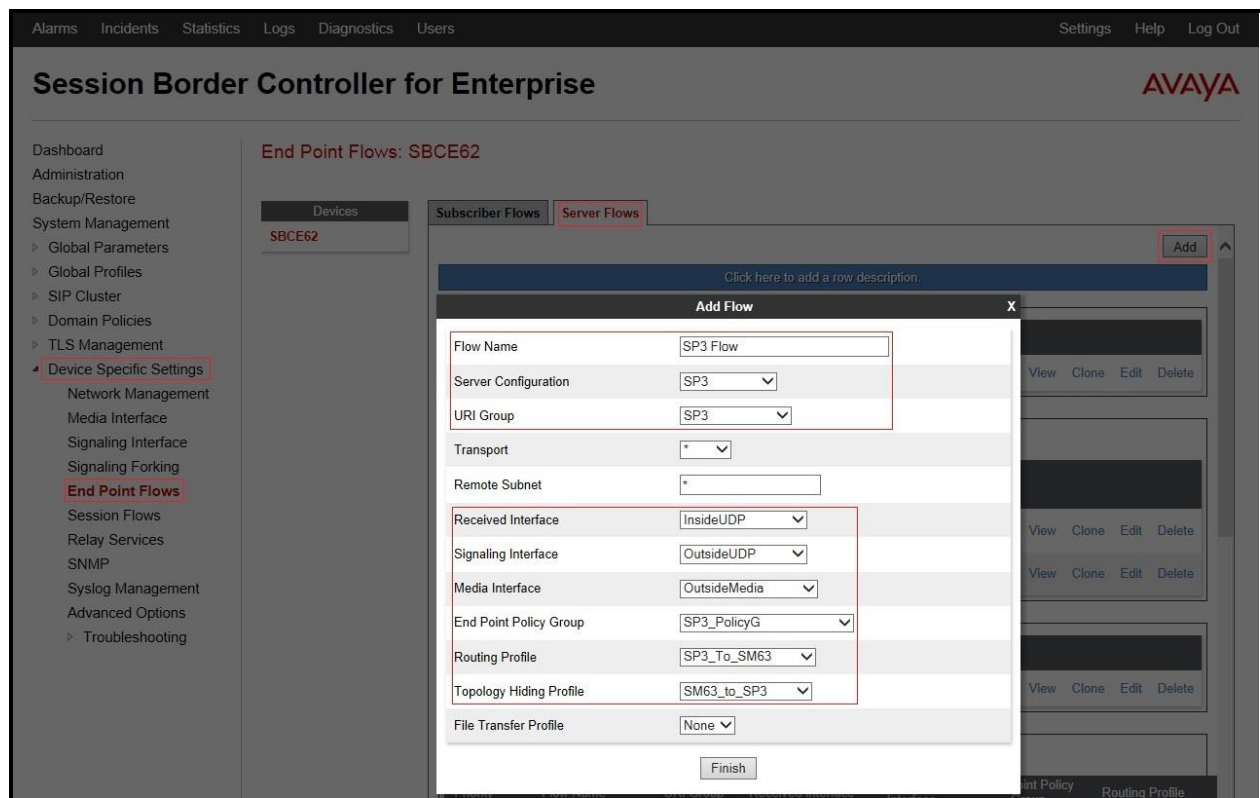 Alarms Incidents Statistics Logs Diagnostics Users Settings Help Log Out
Session Border Controller for Enterprise
AVAYA
Dashboard
Administration
Backup/Restore
System Management
Global Parameters
Global Profiles
SIP Cluster
Domain Policies
TLS Management
Device Specific Settings
Network Management
Media Interface
Signaling Interface
Signaling Forking
End Point Flows
Session Flows
Relay Services
SNMP
Syslog Management
Advanced Options
Troubleshooting
End Point Flows: SBCE62
Devices
SBCE62
Subscriber Flows Server Flows
Add
Click here to add a row description.
Add Flow X
Flow Name SP3 Flow
Server Configuration SP3
URI Group SP3
Transport *
Remote Subnet *
Received Interface InsideUDP
Signaling Interface OutsideUDP
Media Interface OutsideMedia
End Point Policy Group SP3_PolicyG
Routing Profile SP3_To_SM63
Topology Hiding Profile SM63_to_SP3
File Transfer Profile None
Finish
View Clone Edit Delete
View Clone Edit Delete
View Clone Edit Delete
View Clone Edit Delete
Policy
Routing Profile